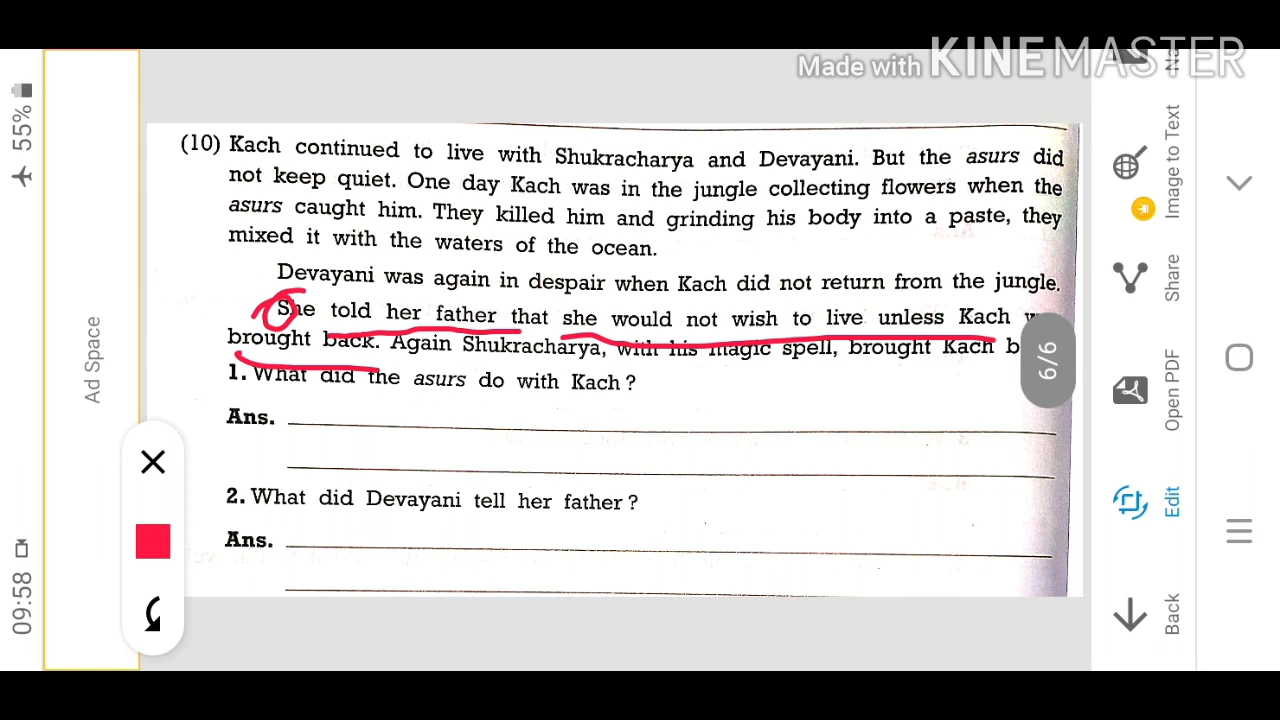 Made with KINEMASTER
09:58
55%
Ad Space
(10) Kach continued to live with Shukracharya and Devayani. But the asurs did
not keep quiet. One day Kach was in the jungle collecting flowers when the
asurs caught him. They killed him and grinding his body into a paste, they
mixed it with the waters of the ocean.
Devayani was again in despair when Kach did not return from the jungle.
She told her father that she would not wish to live unless Kach
brought back. Again Shukracharya, with his magic spell, brought Kach
1. What did the asurs do with Kach ?
Ans.
2. What did Devayani tell her father ?
Ans.
6/6
Image to Text
Share
Open PDF
Edit
Back